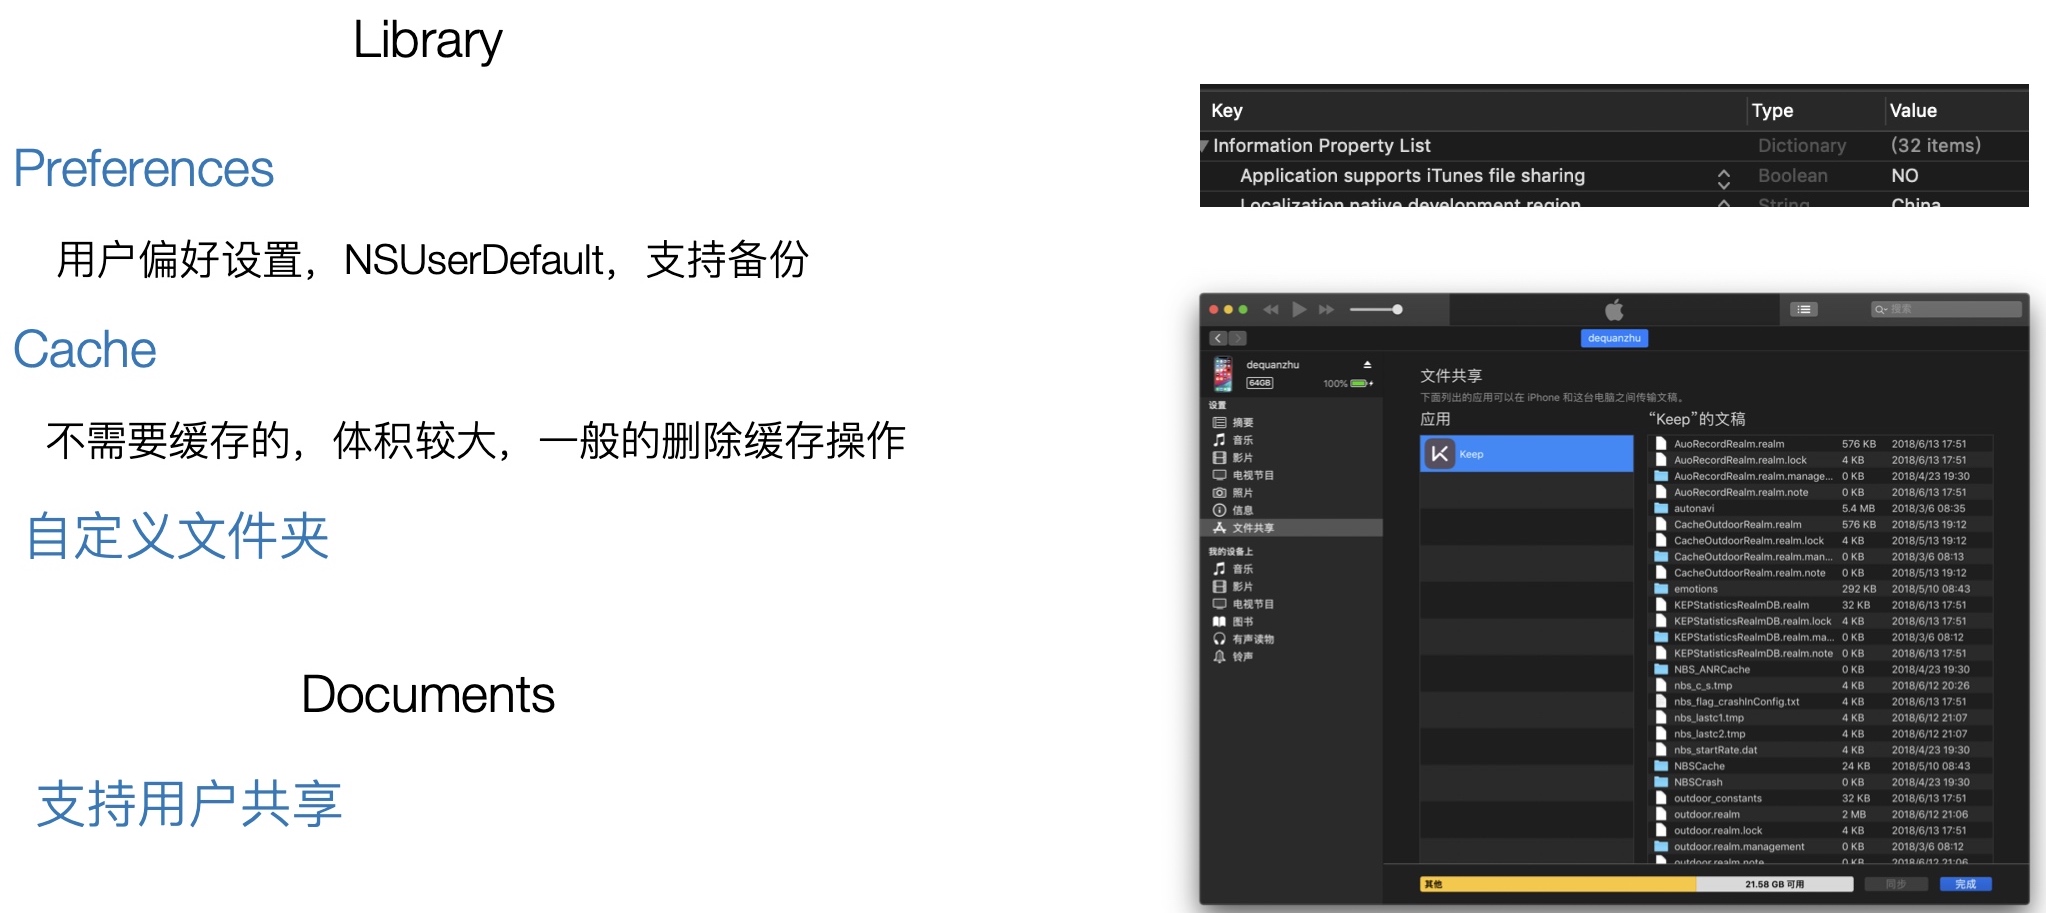 Library
Preferences
用户偏好设置，NSUserDefault，支持备份
Cache
不需要缓存的，体积较大，一般的删除缓存操作
自定义文件夹
Documents
支持用户共享
Key Type Value
Information Property List Dictionary (32 items)
Application supports iTunes file sharing Boolean NO
Localization native development region String China
搜索
dequanzhu
dequanzhu
64GB 100%
设置
摘要
音乐
影片
电视节目
照片
信息
文件共享
我的设备上
音乐
影片
电视节目
图书
有声读物
铃声
文件共享
下面列出的应用可以在 iPhone 和这台电脑之间传输文稿。
应用
Keep
“Keep”的文稿
AuoRecordRealm.realm 576 KB 2018/6/13 17:51
AuoRecordRealm.realm.lock 4 KB 2018/6/13 17:51
AuoRecordRealm.realm.manage... 0 KB 2018/4/23 19:30
AuoRecordRealm.realm.note 0 KB 2018/6/13 17:51
autonavi 5.4 MB 2018/3/6 08:35
CacheOutdoorRealm.realm 576 KB 2018/5/13 19:12
CacheOutdoorRealm.realm.lock 4 KB 2018/5/13 19:12
CacheOutdoorRealm.realm.man... 0 KB 2018/3/6 08:13
CacheOutdoorRealm.realm.note 0 KB 2018/5/13 19:12
emotions 292 KB 2018/5/10 08:43
KEPStatisticsRealmDB.realm 32 KB 2018/6/13 17:51
KEPStatisticsRealmDB.realm.lock 4 KB 2018/6/13 17:51
KEPStatisticsRealmDB.realm.ma... 0 KB 2018/3/6 08:12
KEPStatisticsRealmDB.realm.note 0 KB 2018/6/13 17:51
NBS_ANRCache 0 KB 2018/4/23 19:30
nbs_c_s.tmp 4 KB 2018/6/12 20:26
nbs_flag_crashInConfig.txt 4 KB 2018/6/13 17:51
nbs_lastc1.tmp 4 KB 2018/6/12 21:07
nbs_lastc2.tmp 4 KB 2018/6/12 21:07
nbs_startRate.dat 4 KB 2018/4/23 19:30
NBSCache 24 KB 2018/5/10 08:43
NBSCrash 0 KB 2018/4/23 19:30
outdoor_constants 32 KB 2018/6/13 17:51
outdoor.realm 2 MB 2018/6/12 21:06
outdoor.realm.lock 4 KB 2018/6/13 17:51
outdoor.realm.management 0 KB 2018/3/6 08:12
outdoor.realm.note 0 KB 2018/6/12 21:06
其他 21.58 GB 可用 同步 完成